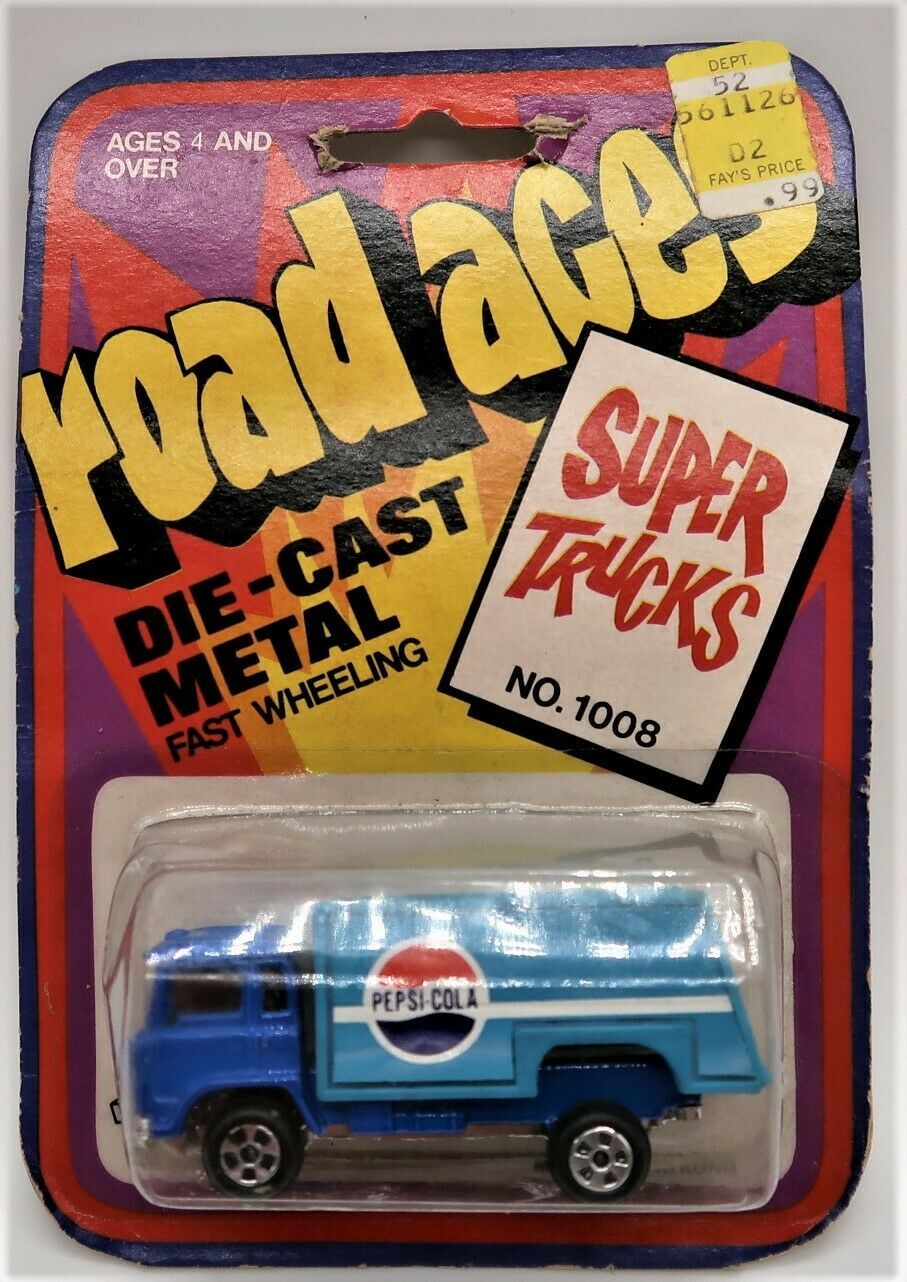 AGES 4 AND
OVER
DEPT.
52
561126
D2
FAY'S PRICE
.99
road aces
SUPER
TRUCKS
NO. 1008
DIE-CAST
METAL
FAST WHEELING
PEPSI-COLA